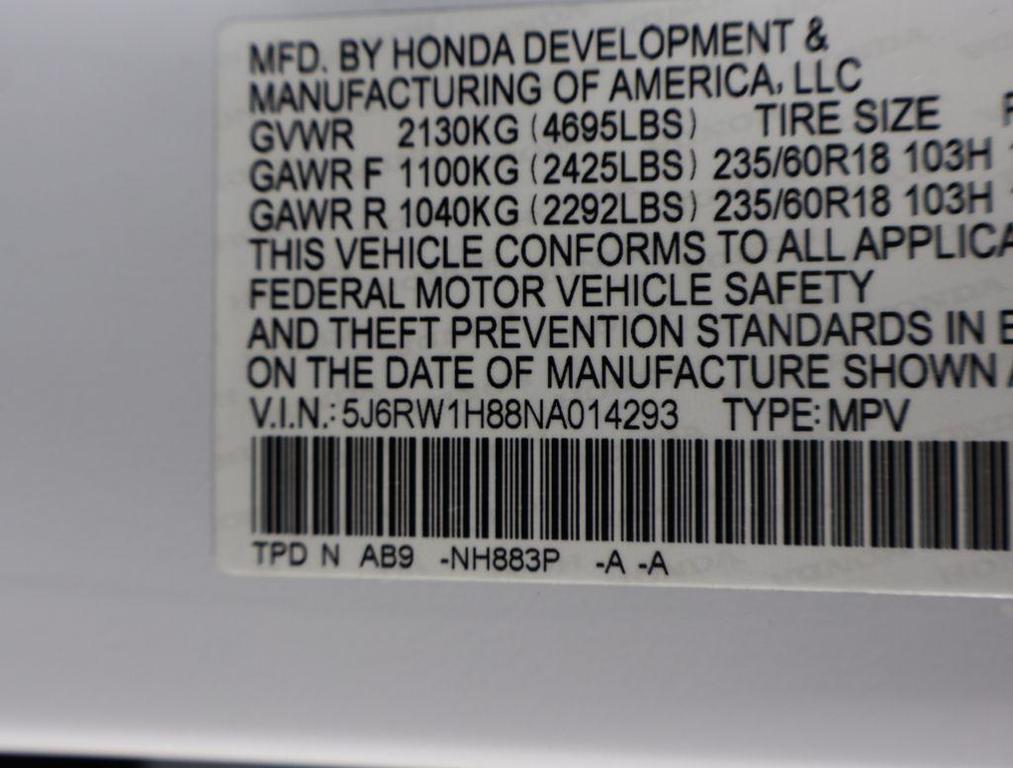 MFD. BY HONDA DEVELOPMENT &
MANUFACTURING OF AMERICA, LLC
GVWR 2130KG (4695LBS) TIRE SIZE
GAWR F 1100KG (2425LBS) 235/60R18 103H
GAWR R 1040KG (2292LBS) 235/60R18 103H
THIS VEHICLE CONFORMS TO ALL APPLICA
FEDERAL MOTOR VEHICLE SAFETY
AND THEFT PREVENTION STANDARDS IN E
ON THE DATE OF MANUFACTURE SHOWN
V.I.N.: 5J6RW1H88NA014293 TYPE: MPV
TPD N AB9 -NH883P -A -A